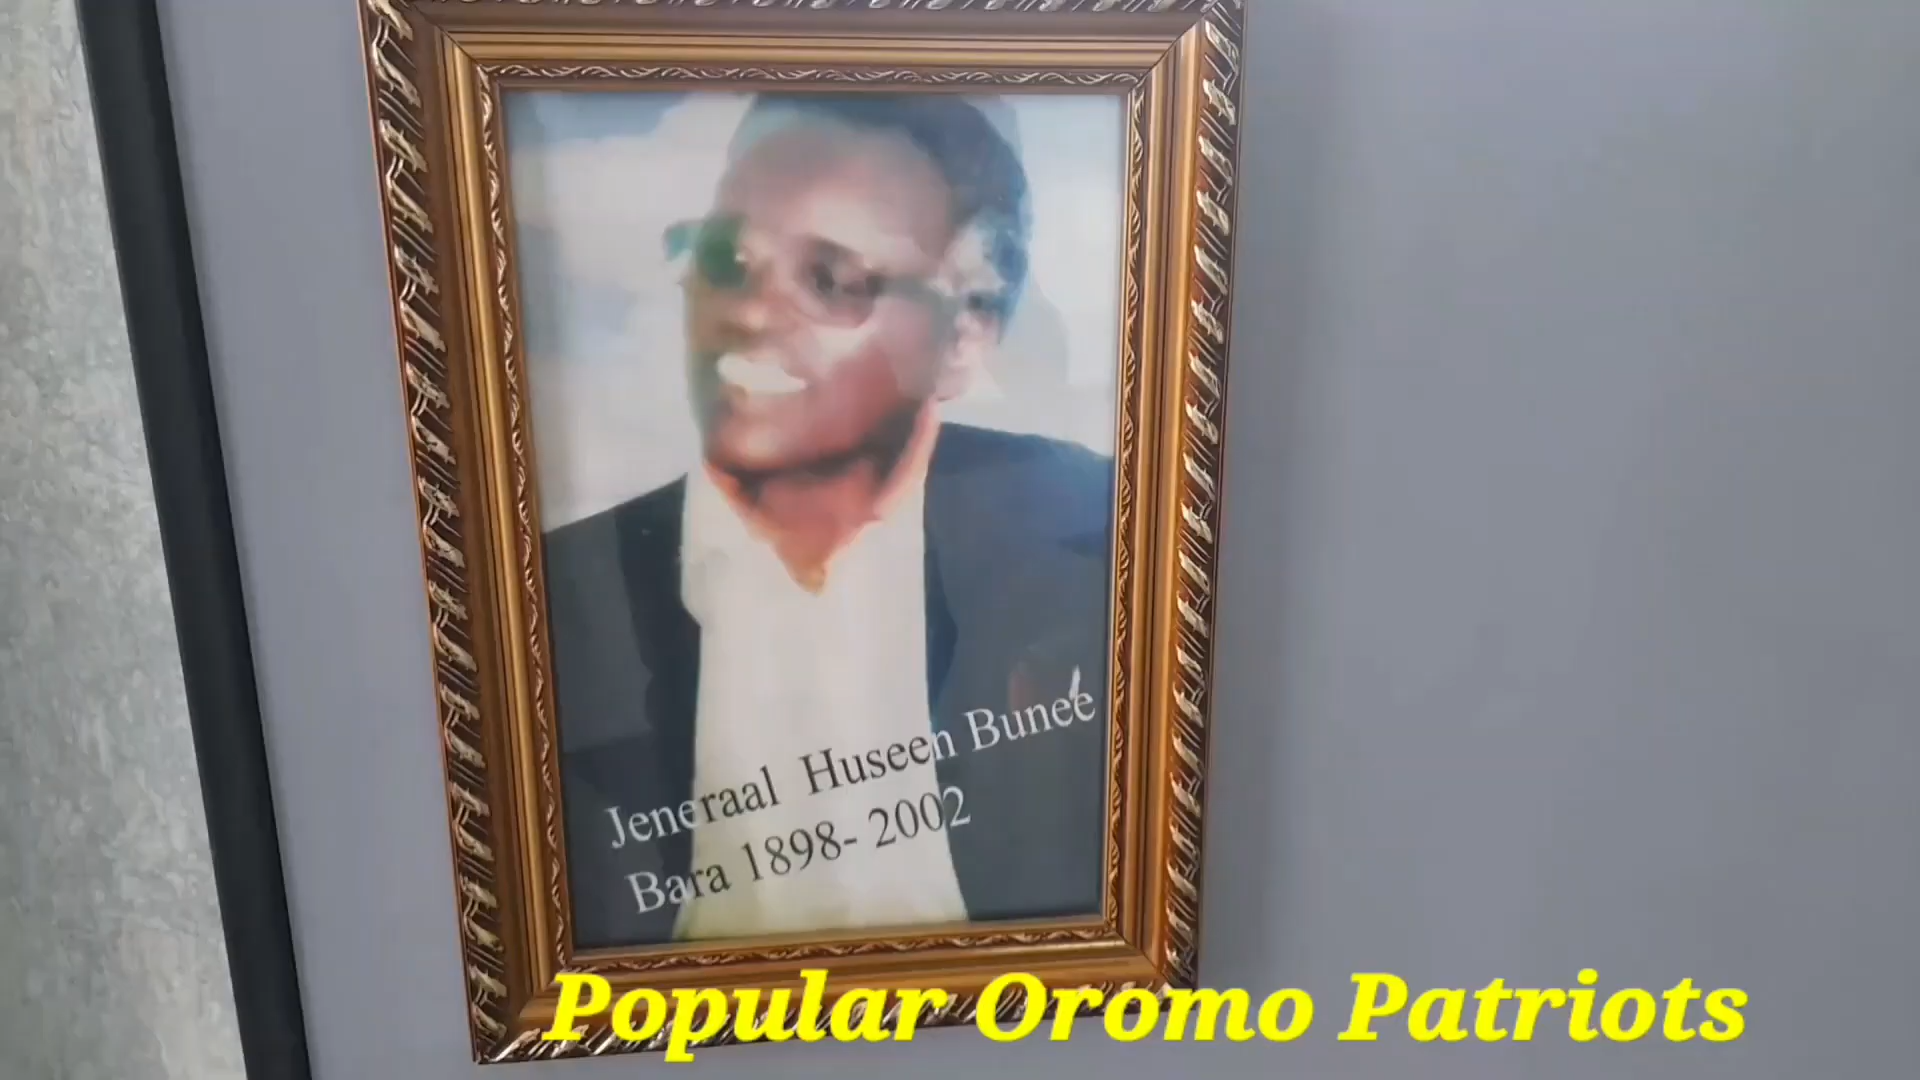 Jeneraal Huseen Bunee
Bara 1898- 2002
Popular Oromo Patriots